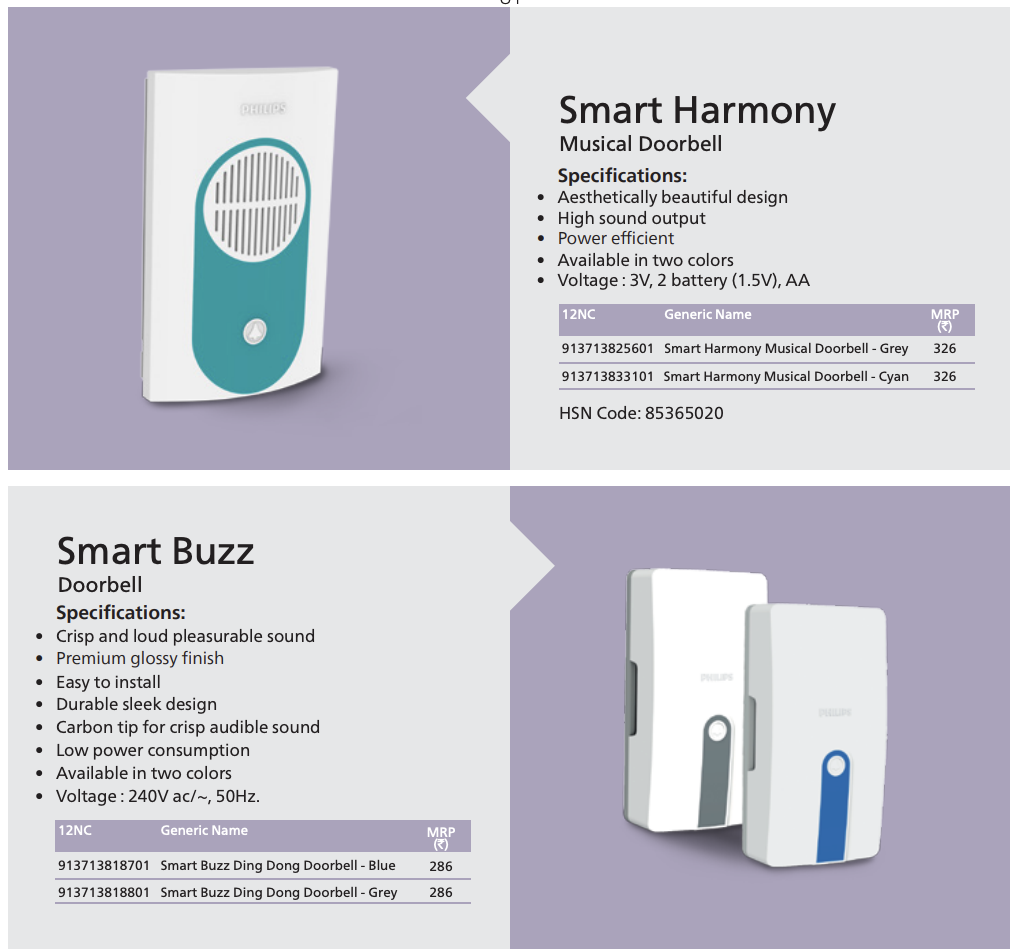 PHILIPS
Smart Harmony
Musical Doorbell
Specifications:
• Aesthetically beautiful design
• High sound output
• Power efficient
• Available in two colors
• Voltage : 3V, 2 battery (1.5V), AA
12NC Generic Name MRP (₹)
913713825601 Smart Harmony Musical Doorbell - Grey 326
913713833101 Smart Harmony Musical Doorbell - Cyan 326
HSN Code: 85365020
Smart Buzz
Doorbell
Specifications:
• Crisp and loud pleasurable sound
• Premium glossy finish
• Easy to install
• Durable sleek design
• Carbon tip for crisp audible sound
• Low power consumption
• Available in two colors
• Voltage : 240V ac/~, 50Hz.
12NC Generic Name MRP (₹)
913713818701 Smart Buzz Ding Dong Doorbell - Blue 286
913713818801 Smart Buzz Ding Dong Doorbell - Grey 286
PHILIPS
PHILIPS